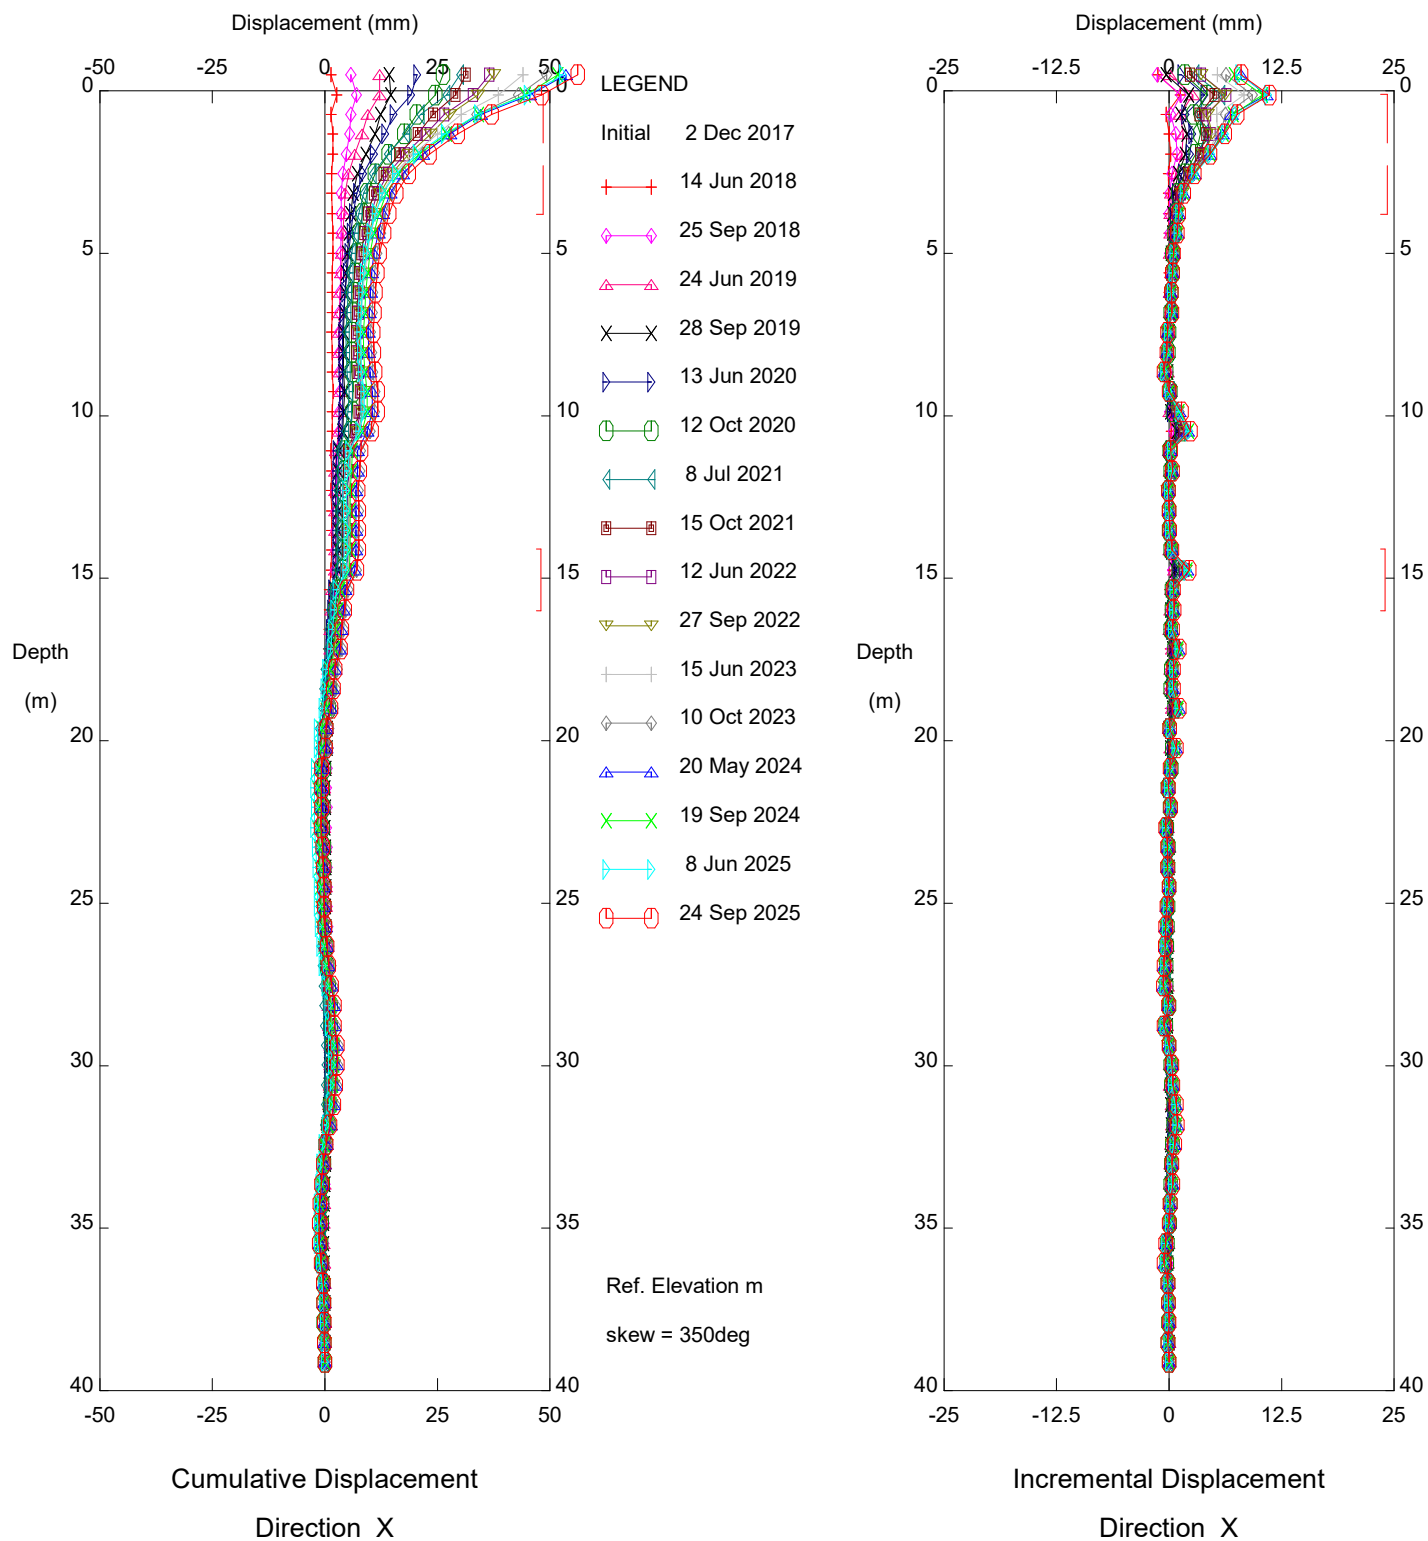 Displacement (mm)
-50 -25 0 25 50
0 0
5 5
10 10
15 15
20 20
25 25
30 30
35 35
40 40
Depth
(m)
-50 -25 0 25 50
Cumulative Displacement
Direction X
LEGEND
Initial 2 Dec 2017
14 Jun 2018
25 Sep 2018
24 Jun 2019
28 Sep 2019
13 Jun 2020
12 Oct 2020
8 Jul 2021
15 Oct 2021
12 Jun 2022
27 Sep 2022
15 Jun 2023
10 Oct 2023
20 May 2024
19 Sep 2024
8 Jun 2025
24 Sep 2025
Ref. Elevation m
skew = 350deg
Displacement (mm)
-25 -12.5 0 12.5 25
0 0
5 5
10 10
15 15
20 20
25 25
30 30
35 35
40 40
Depth
(m)
-25 -12.5 0 12.5 25
Incremental Displacement
Direction X